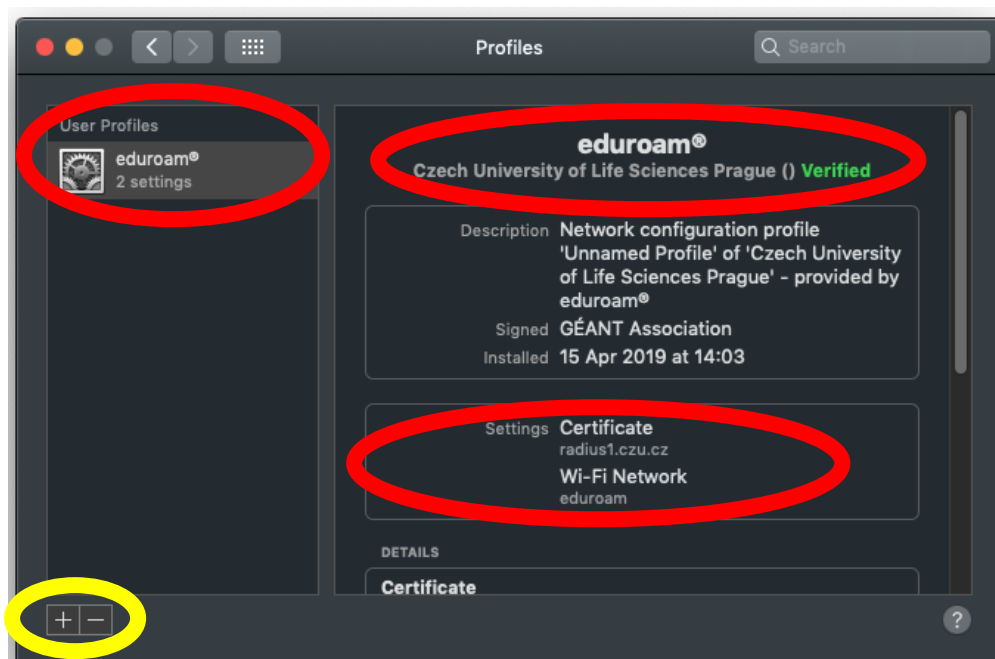 Profiles
Search
User Profiles
eduroam®
2 settings
eduroam®
Czech University of Life Sciences Prague () Verified
Description Network configuration profile
'Unnamed Profile' of 'Czech University
of Life Sciences Prague' - provided by
eduroam®
Signed GÉANT Association
Installed 15 Apr 2019 at 14:03
Settings Certificate
radius1.czu.cz
Wi-Fi Network
eduroam
DETAILS
Certificate
+ −
?